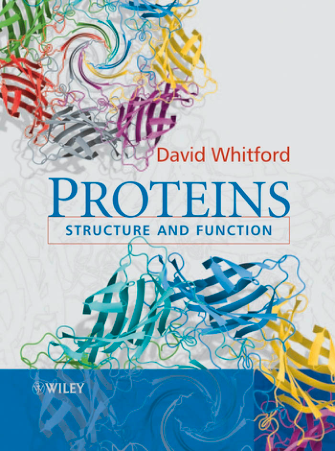 David Whitford
PROTEINS
STRUCTURE AND FUNCTION
WILEY